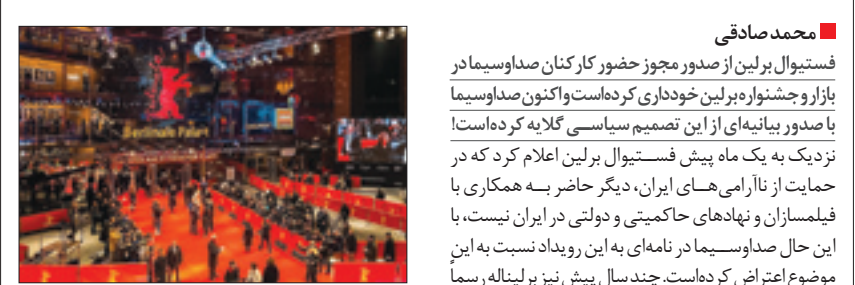 محمد صادقی
فستیوال برلین از صدور مجوز حضور کارکنان صداوسیما در
بازار و جشنواره برلین خودداری کرده‌است و اکنون صداوسیما
با صدور بیانیه‌ای از این تصمیم سیاسی گلایه کرده‌است!
نزدیک به یک ماه پیش فستیوال برلین اعلام کرد که در
حمایت از ناآرامی‌های ایران، دیگر حاضر به همکاری با
فیلمسازان و نهادهای حاکمیتی و دولتی در ایران نیست، با
این حال صداوسیما در نامه‌ای به این رویداد نسبت به این
موضوع اعتراض کرده‌است. چند سال پیش نیز برلیناله رسماً
Berlinale Palast